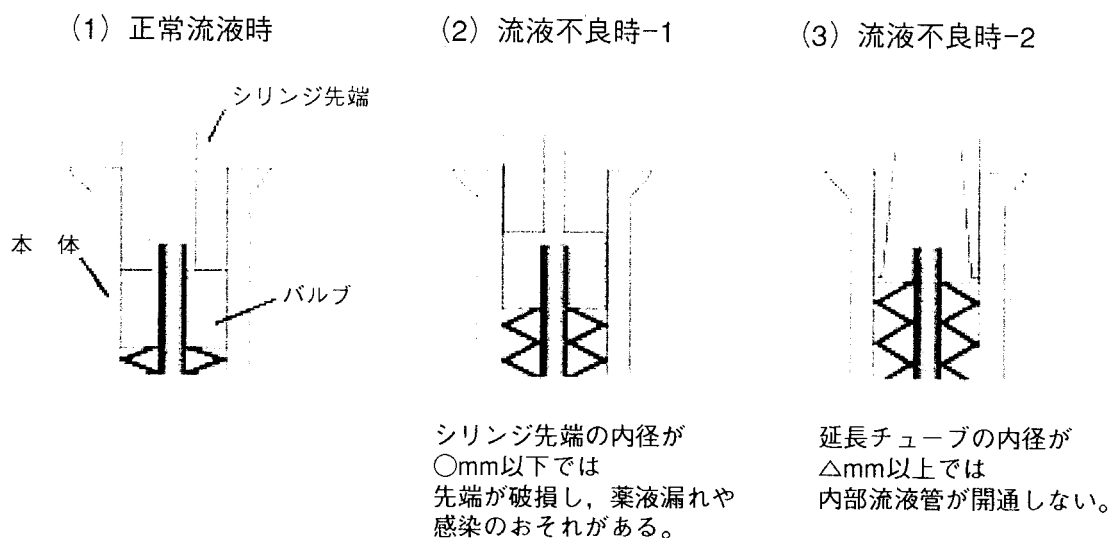 (1) 正常流液時
(2) 流液不良時-1
(3) 流液不良時-2
シリンジ先端
本 体
バルブ
シリンジ先端の内径が
○mm以下では
先端が破損し,薬液漏れや
感染のおそれがある。
延長チューブの内径が
△mm以上では
内部流液管が開通しない。